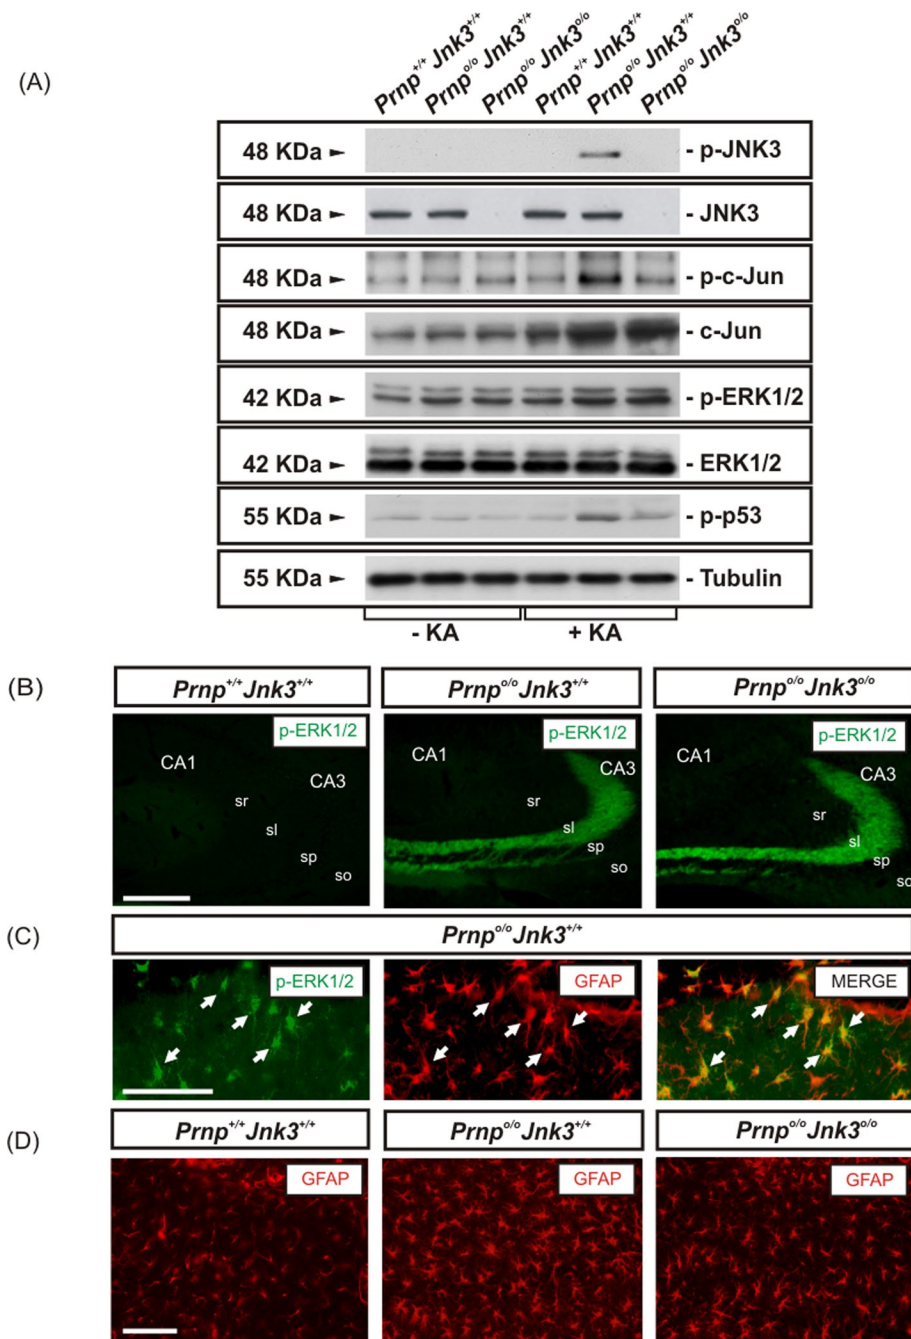 (A)
Prnp+/+ Jnk3+/+
Prnpo/o Jnk3+/+
Prnpo/o Jnk3o/o
Prnp+/+ Jnk3+/+
Prnpo/o Jnk3+/+
Prnpo/o Jnk3o/o
48 KDa ► - p-JNK3
48 KDa ► - JNK3
48 KDa ► - p-c-Jun
48 KDa ► - c-Jun
42 KDa ► - p-ERK1/2
42 KDa ► - ERK1/2
55 KDa ► - p-p53
55 KDa ► - Tubulin
- KA + KA
(B)
Prnp+/+Jnk3+/+ Prnpo/oJnk3+/+ Prnpo/oJnk3o/o
p-ERK1/2 p-ERK1/2 p-ERK1/2
CA1 CA3 CA1 CA3 CA1 CA3
sr sr sr
sl sl sl
sp sp sp
so so so
(C)
Prnpo/oJnk3+/+
p-ERK1/2 GFAP MERGE
(D)
Prnp+/+Jnk3+/+ Prnpo/oJnk3+/+ Prnpo/oJnk3o/o
GFAP GFAP GFAP